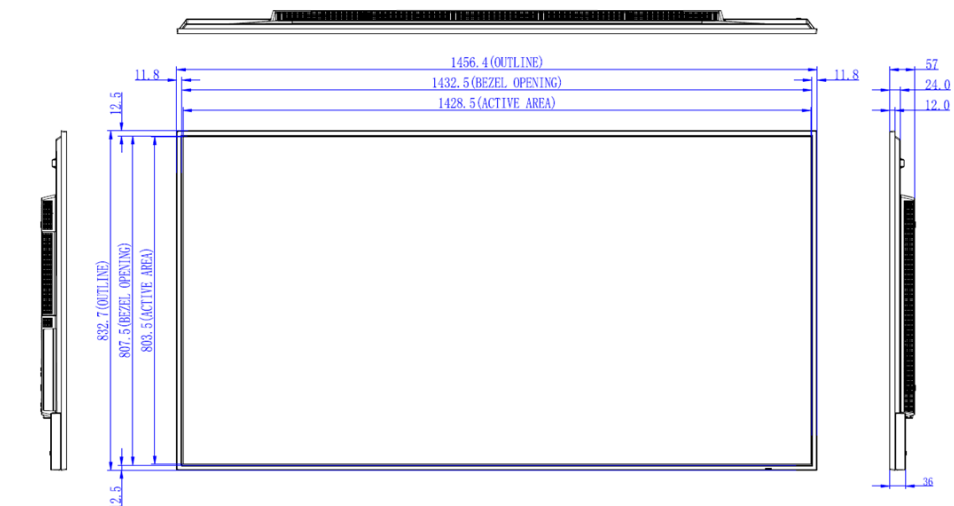 1456.4(OUTLINE)
57
11.8
1432.5(BEZEL OPENING)
11.8
24.0
1428.5(ACTIVE AREA)
12.5
12.0
832.7(OUTLINE)
807.5(BEZEL OPENING)
803.5(ACTIVE AREA)
2.5
36